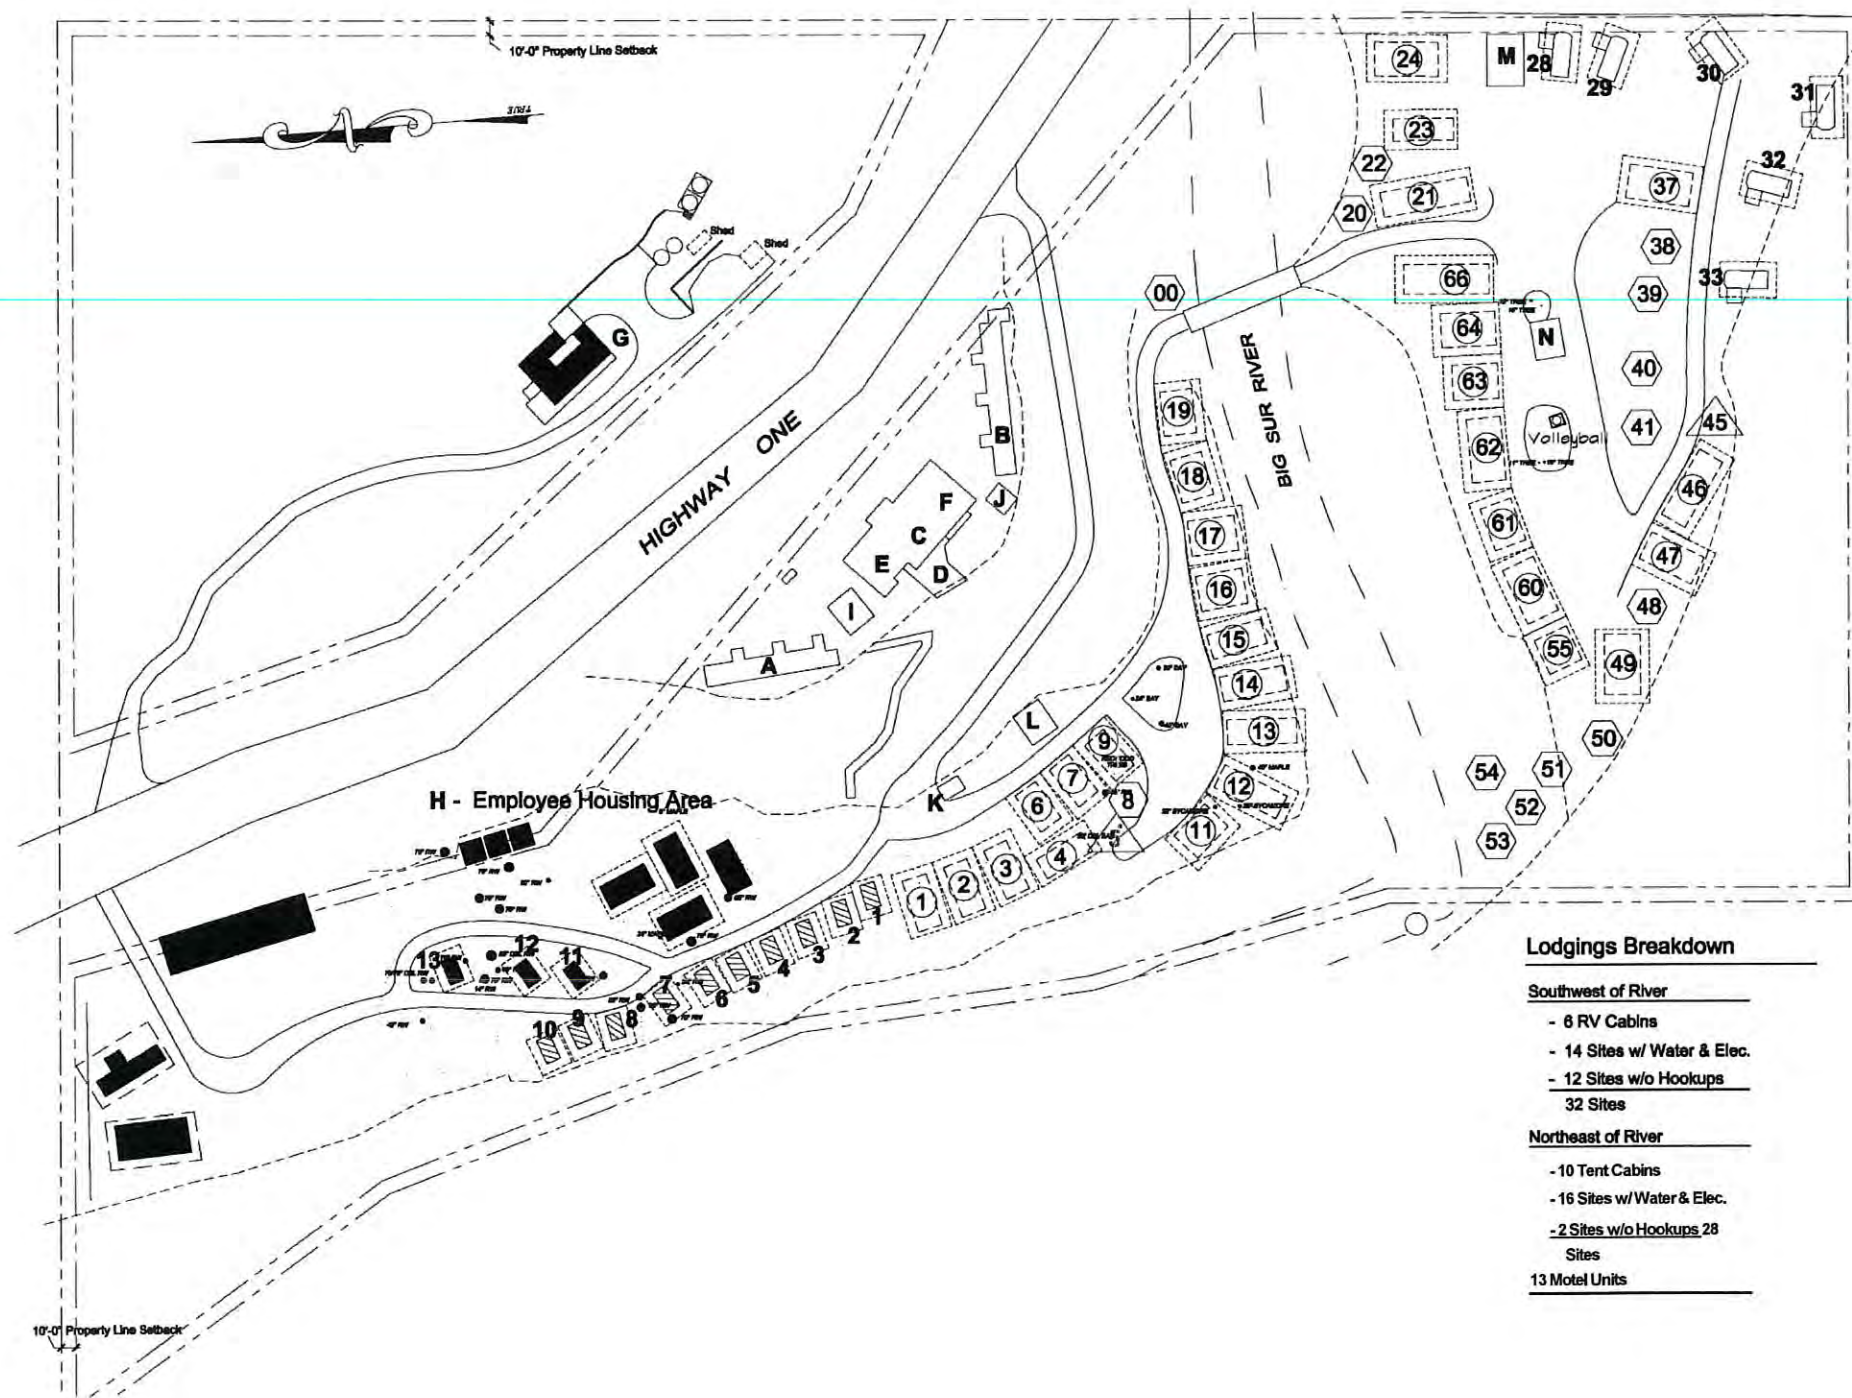 10'-0" Property Line Setback
TRUE
N
24
M
28
29
30
31
23
22
32
37
21
20
Shed
Shed
38
66
33
00
39
G
64
N
BIG SUR RIVER
63
40
19
HIGHWAY ONE
B
62
Volleyball
41
45
18
46
F
J
C
61
17
47
E
D
16
60
48
I
15
55
49
A
14
L
13
50
9
54
51
7
12
K
6
8
52
11
53
H - Employee Housing Area
4
3
2
1
1
2
3
4
5
6
7
8
9
10
11
12
13
Lodgings Breakdown
Southwest of River
- 6 RV Cabins
- 14 Sites w/ Water & Elec.
- 12 Sites w/o Hookups
32 Sites
Northeast of River
- 10 Tent Cabins
- 16 Sites w/ Water & Elec.
- 2 Sites w/o Hookups 28
Sites
13 Motel Units
10'-0" Property Line Setback